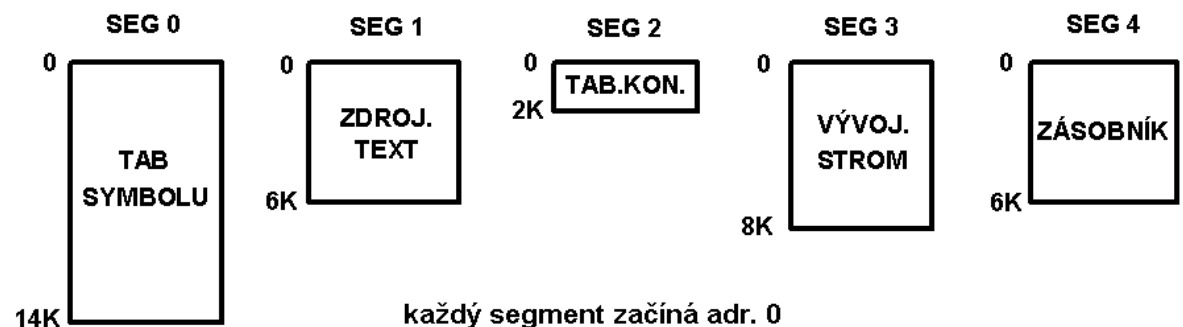 SEG 0
SEG 1
SEG 2
SEG 3
SEG 4
0
0
0
0
0
TAB.KON.
2K
ZDROJ.
TEXT
VÝVOJ.
STROM
ZÁSOBNÍK
TAB
SYMBOLU
6K
6K
8K
14K
každý segment začíná adr. 0